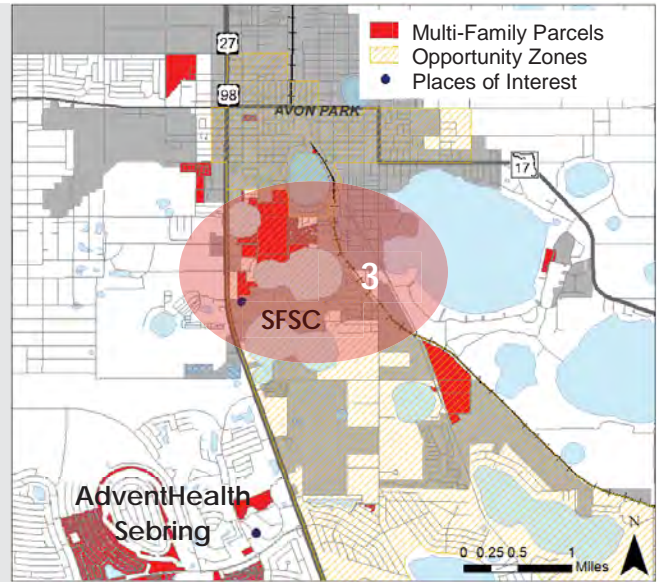 27
Multi-Family Parcels
Opportunity Zones
Places of Interest
98
AVON PARK
17
3
SFSC
AdventHealth
Sebring
N
0 0.25 0.5 1
Miles